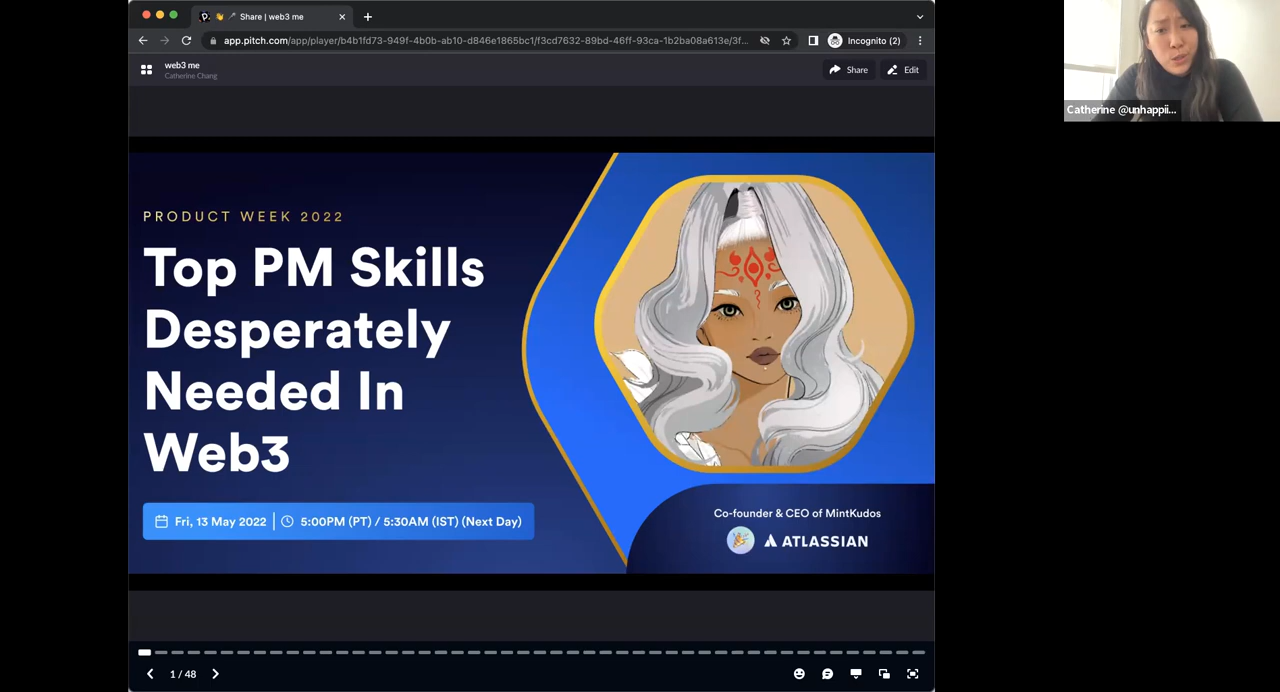 Share | web3 me
app.pitch.com/app/player/b4b1fd73-949f-4b0b-ab10-d846e1865bc1/f3cd7632-89bd-46ff-93ca-1b2ba08a613e/3f...
Incognito (2)
web3 me
Catherine Chang
Share
Edit
Catherine @unhappii...
PRODUCT WEEK 2022
Top PM Skills
Desperately
Needed In
Web3
Fri, 13 May 2022 | 5:00PM (PT) / 5:30AM (IST) (Next Day)
Co-founder & CEO of MintKudos
ATLASSIAN
1 / 48